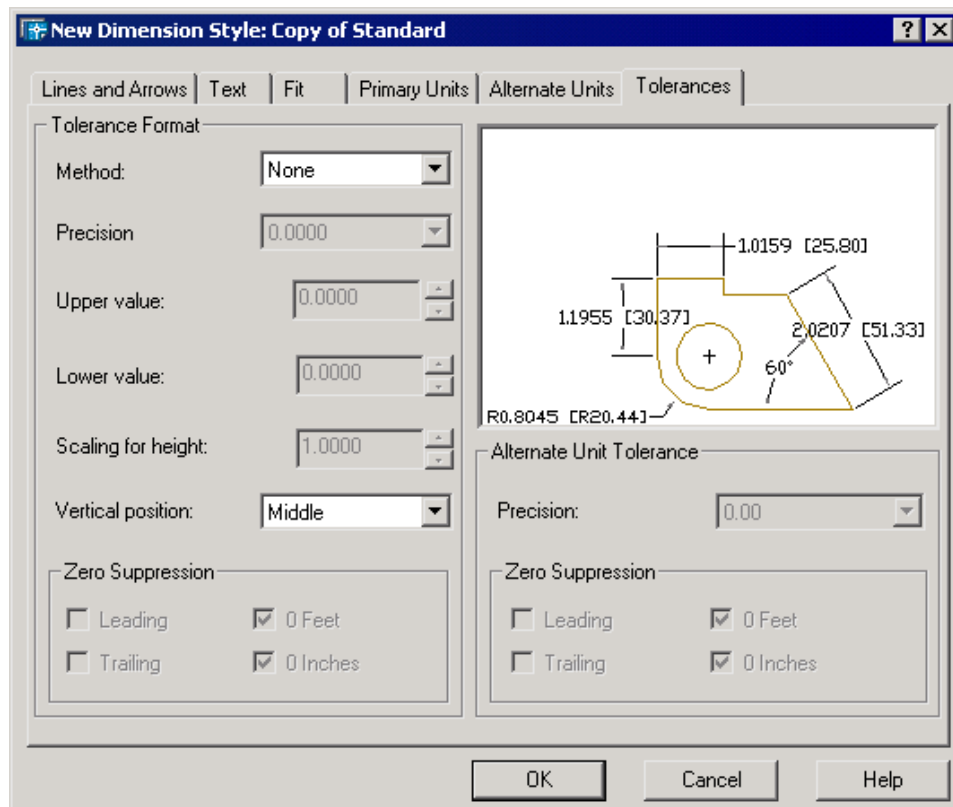 New Dimension Style: Copy of Standard
Lines and Arrows Text Fit Primary Units Alternate Units Tolerances
Tolerance Format
Method: None
Precision 0.0000
Upper value: 0.0000
Lower value: 0.0000
Scaling for height: 1.0000
Vertical position: Middle
Zero Suppression
Leading 0 Feet
Trailing 0 Inches
1.0159 [25.80]
1.1955 [30.37]
2.0207 [51.33]
60°
R0.8045 [R20.44]
Alternate Unit Tolerance
Precision: 0.00
Zero Suppression
Leading 0 Feet
Trailing 0 Inches
OK Cancel Help